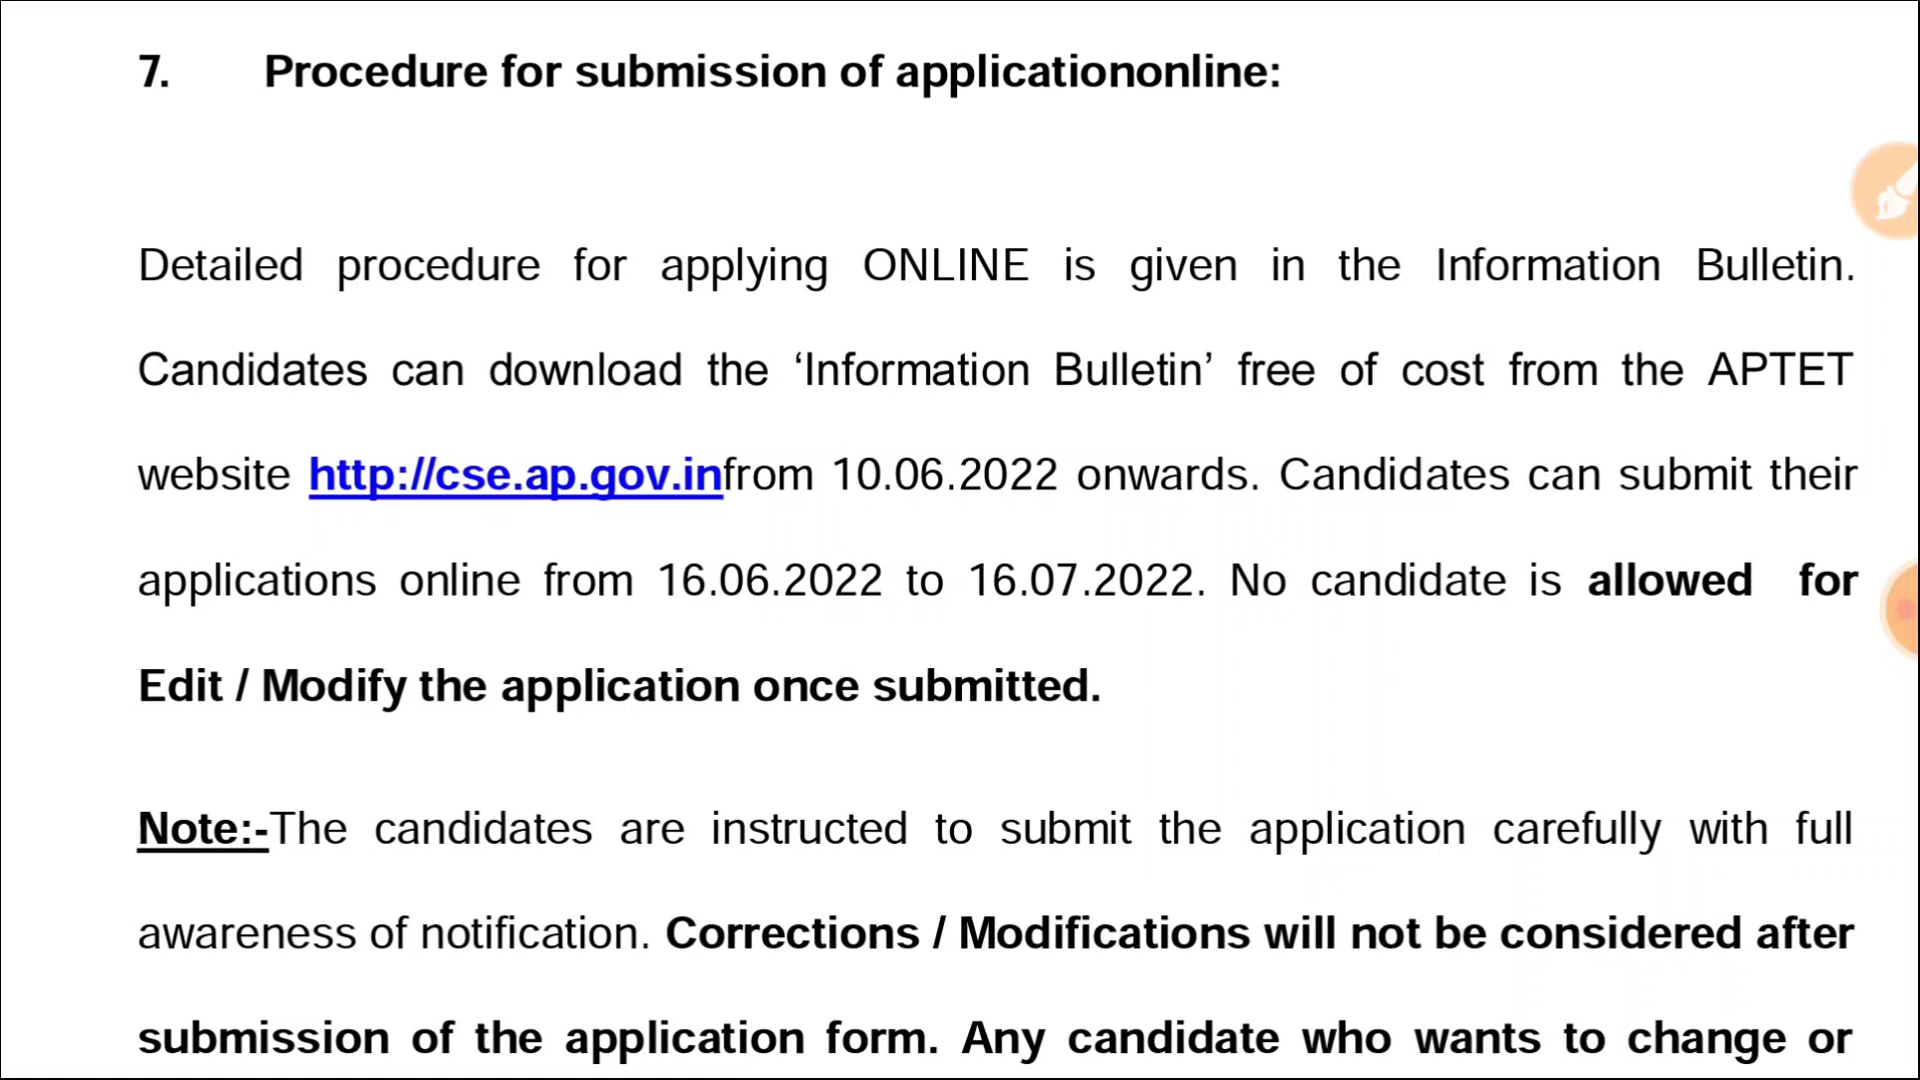 7. Procedure for submission of applicationonline:
Detailed procedure for applying ONLINE is given in the Information Bulletin.
Candidates can download the ‘Information Bulletin’ free of cost from the APTET
website http://cse.ap.gov.infrom 10.06.2022 onwards. Candidates can submit their
applications online from 16.06.2022 to 16.07.2022. No candidate is allowed for
Edit / Modify the application once submitted.
Note:-The candidates are instructed to submit the application carefully with full
awareness of notification. Corrections / Modifications will not be considered after
submission of the application form. Any candidate who wants to change or